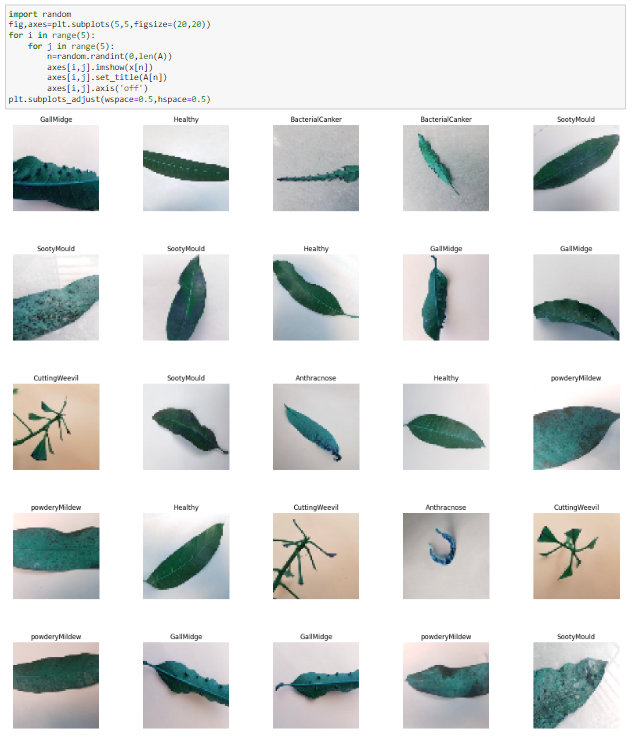 import random
fig,axes=plt.subplots(5,5,figsize=(20,20))
for i in range(5):
    for j in range(5):
        n=random.randint(0,len(A))
        axes[i,j].imshow(x[n])
        axes[i,j].set_title(A[n])
        axes[i,j].axis('off')
plt.subplots_adjust(wspace=0.5,hspace=0.5)
GallMidge Healthy BacterialCanker BacterialCanker SootyMould
SootyMould SootyMould Healthy GallMidge GallMidge
CuttingWeevil SootyMould Anthracnose Healthy powderyMildew
powderyMildew Healthy CuttingWeevil Anthracnose CuttingWeevil
powderyMildew GallMidge GallMidge powderyMildew SootyMould